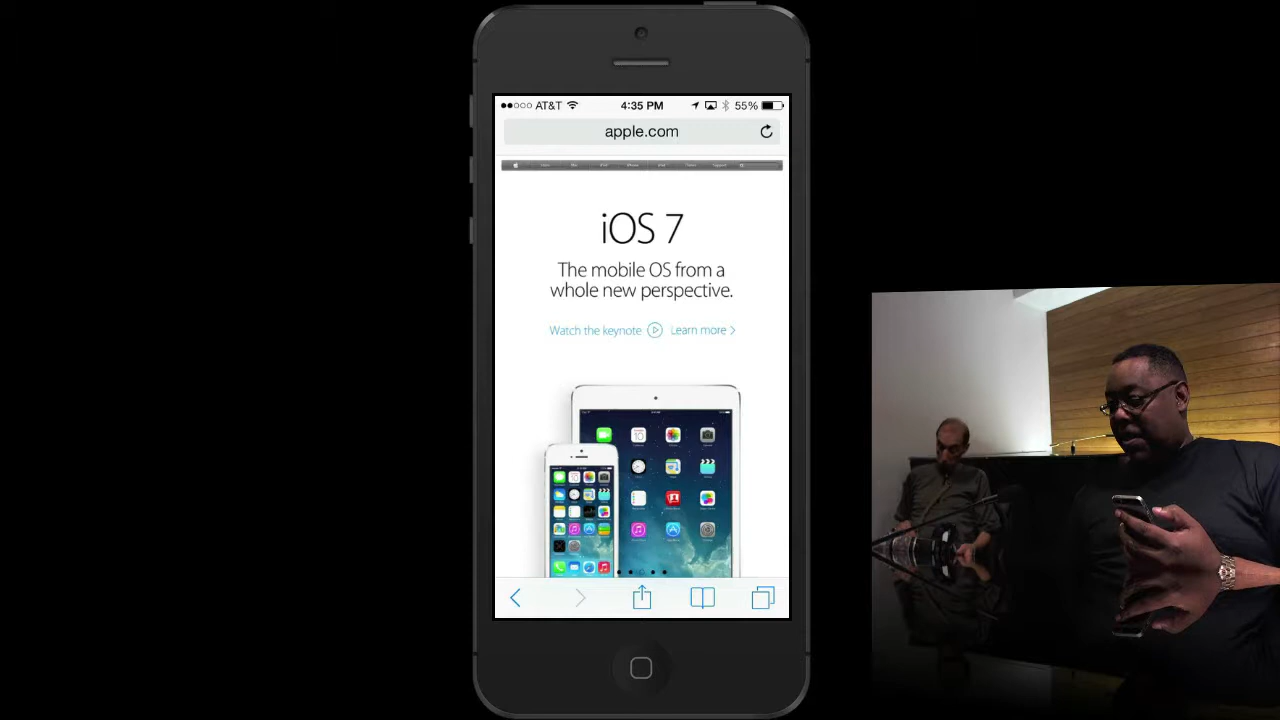 AT&T 4:35 PM 55%
apple.com
iOS 7
The mobile OS from a
whole new perspective.
Watch the keynote Learn more